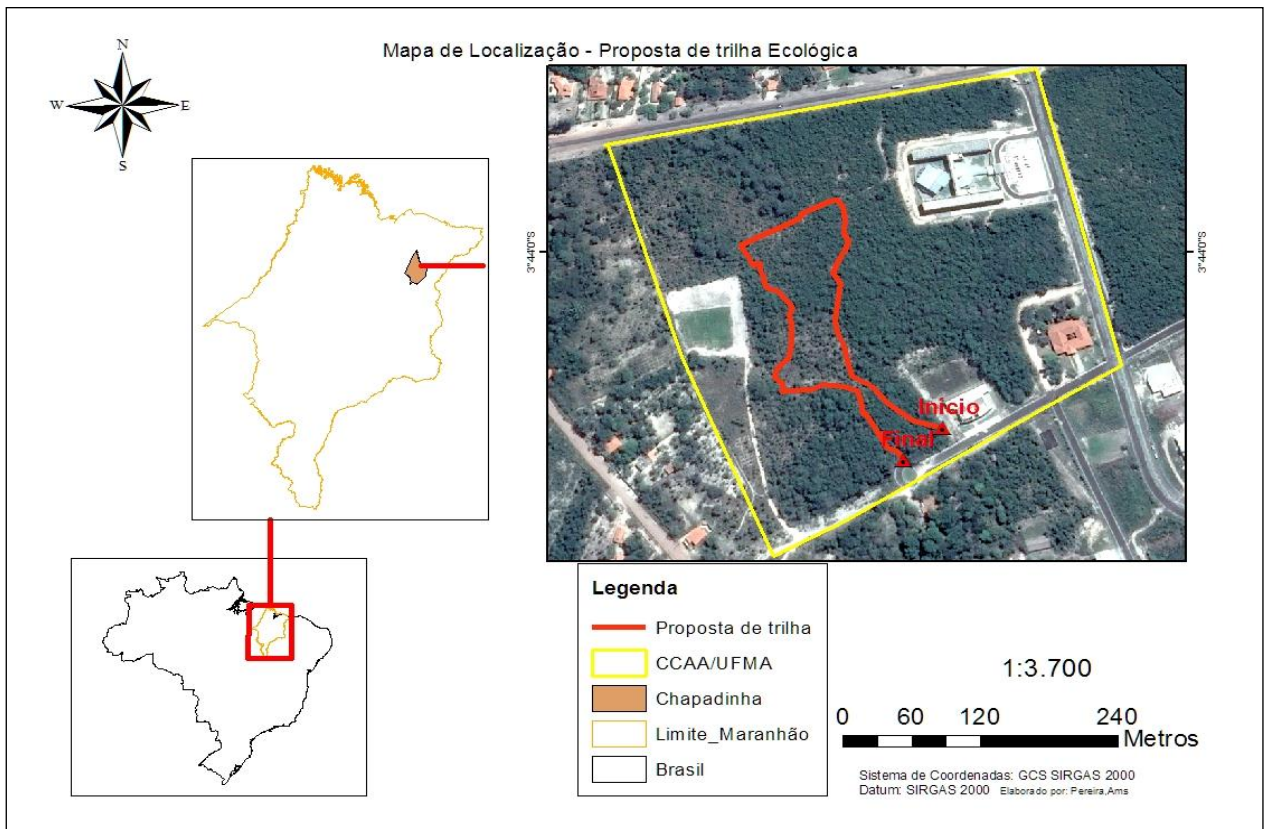 Mapa de Localização - Proposta de trilha Ecológica
N
W E
S
3°44'0"S
3°44'0"S
Inicio
Final
Legenda
Proposta de trilha
CCAA/UFMA
Chapadinha
Limite_Maranhão
Brasil
1:3.700
0 60 120 240
Metros
Sistema de Coordenadas: GCS SIRGAS 2000
Datum: SIRGAS 2000 Elaborado por: Pereira,Ams